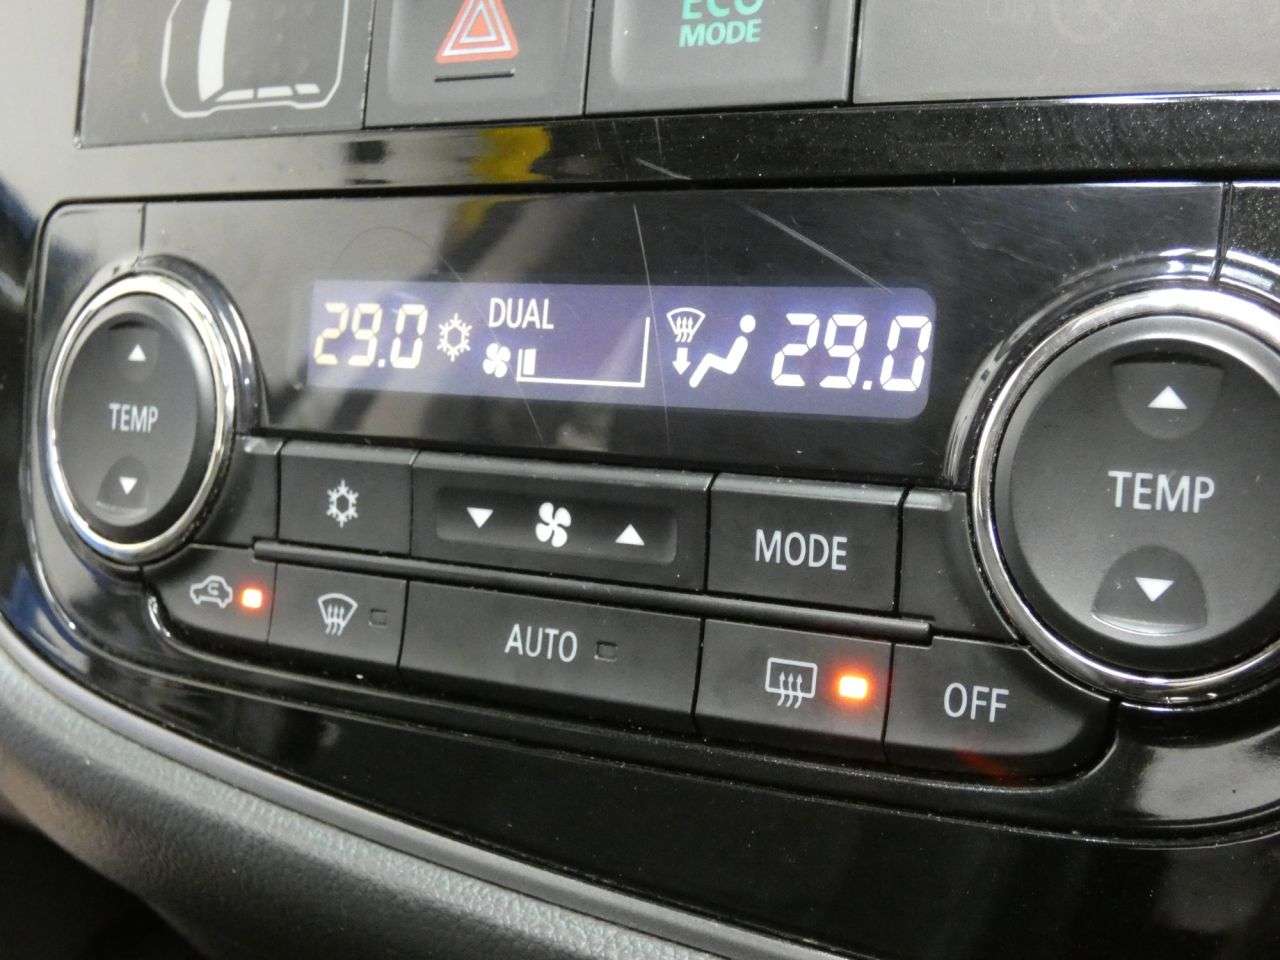 ECO
MODE
29.0
DUAL
29.0
TEMP
TEMP
MODE
AUTO
OFF